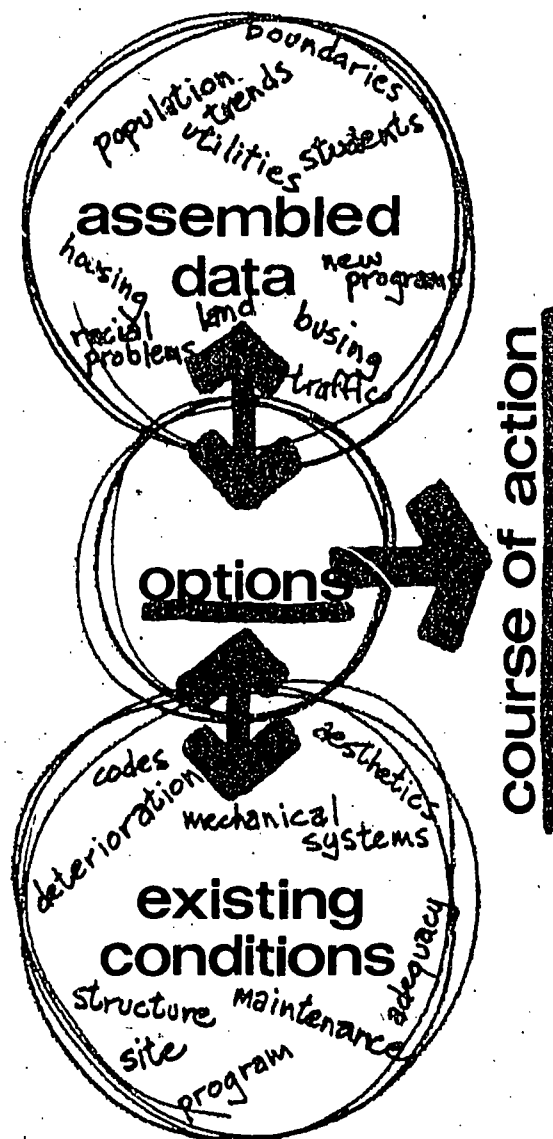 boundaries
population
trends
utilities
students
assembled
data
housing
new
programs
land
racial
problems
busing
traffic
options
course of action
codes
aesthetics
deterioration
mechanical
systems
existing
conditions
adequacy
structure
maintenance
site
program